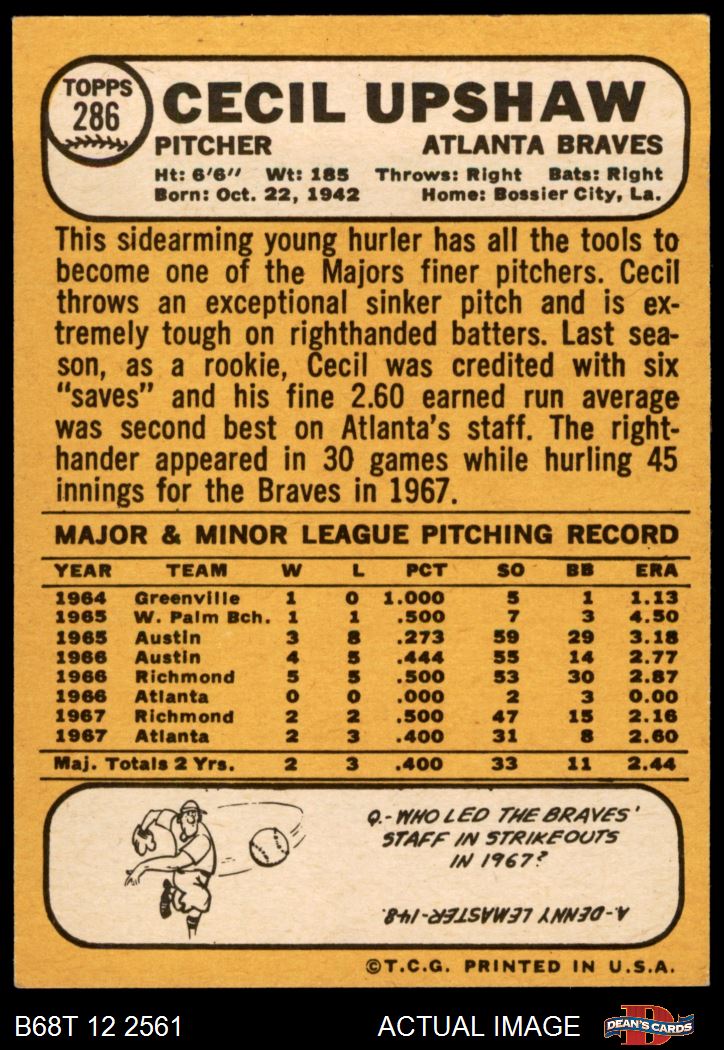 TOPPS
286
CECIL UPSHAW
PITCHER ATLANTA BRAVES
Ht: 6'6" Wt: 185 Throws: Right Bats: Right
Born: Oct. 22, 1942 Home: Bossier City, La.
This sidearming young hurler has all the tools to
become one of the Majors finer pitchers. Cecil
throws an exceptional sinker pitch and is ex-
tremely tough on righthanded batters. Last sea-
son, as a rookie, Cecil was credited with six
"saves" and his fine 2.60 earned run average
was second best on Atlanta's staff. The right-
hander appeared in 30 games while hurling 45
innings for the Braves in 1967.
MAJOR & MINOR LEAGUE PITCHING RECORD
YEAR TEAM W L PCT SO BB ERA
1964 Greenville 1 0 1.000 5 1 1.13
1965 W. Palm Bch. 1 1 .500 7 3 4.50
1965 Austin 3 8 .273 59 29 3.18
1966 Austin 4 5 .444 55 14 2.77
1966 Richmond 5 5 .500 53 30 2.87
1966 Atlanta 0 0 .000 2 3 0.00
1967 Richmond 2 2 .500 47 15 2.16
1967 Atlanta 2 3 .400 31 8 2.60
Maj. Totals 2 Yrs. 2 3 .400 33 11 2.44
Q.-WHO LED THE BRAVES'
STAFF IN STRIKEOUTS
IN 1967?
A.-DENNY LEMASTER-148.
©T.C.G. PRINTED IN U.S.A.
B68T 12 2561 ACTUAL IMAGE D DEAN'S CARDS